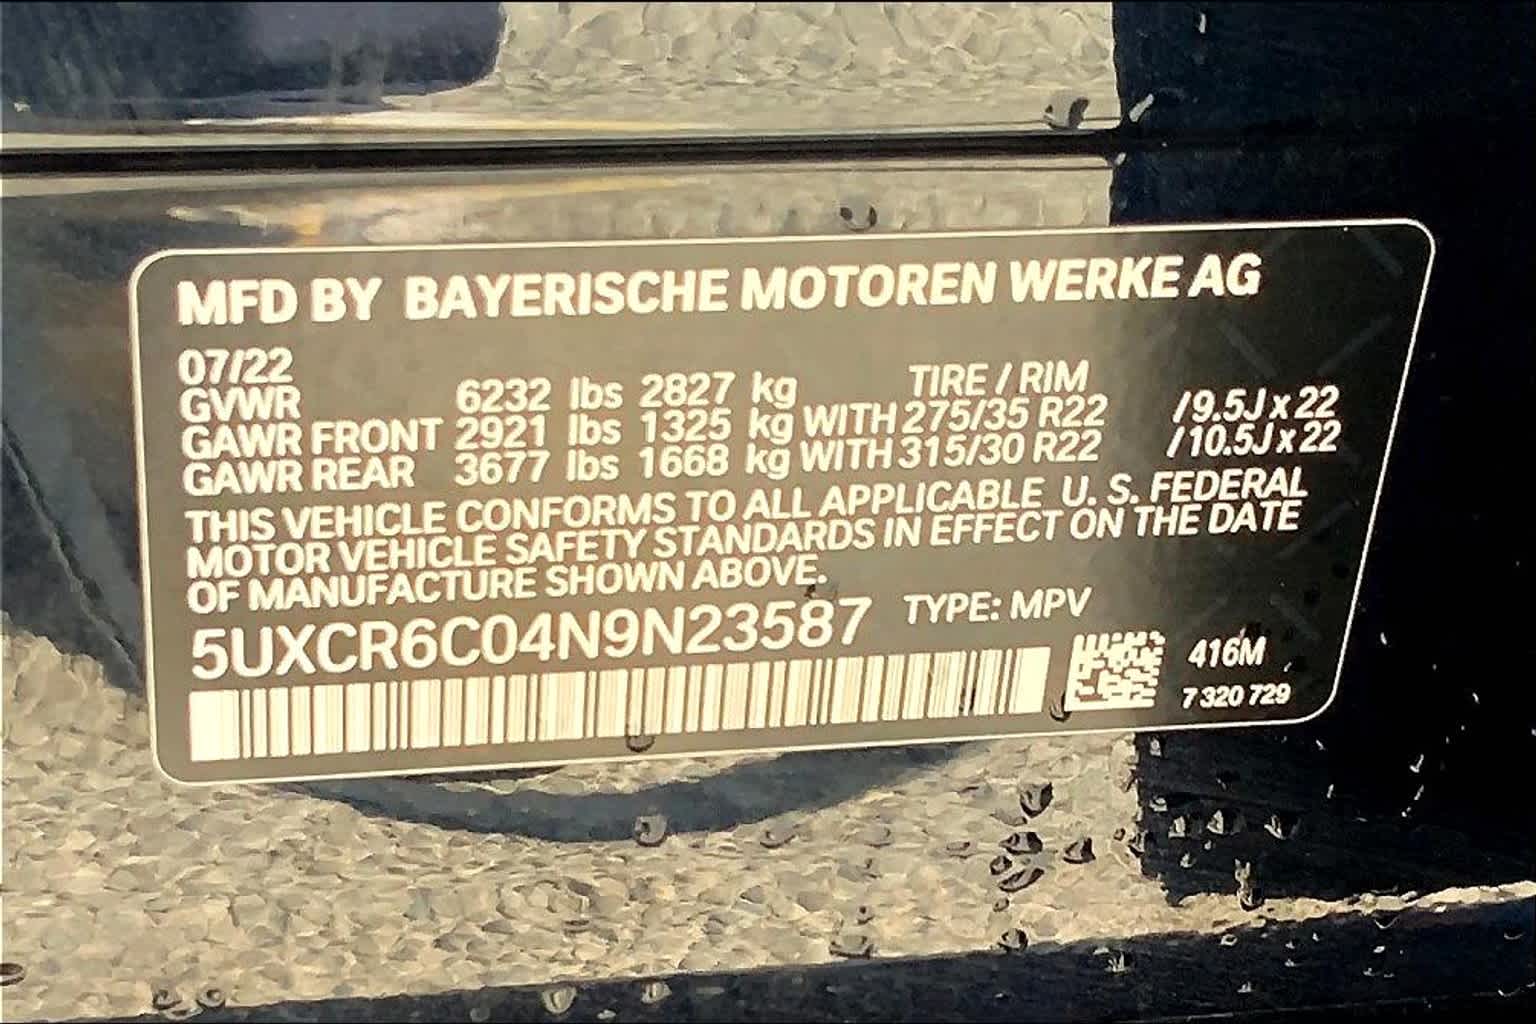 MFD BY BAYERISCHE MOTOREN WERKE AG
07/22
GVWR 6232 lbs 2827 kg TIRE / RIM
GAWR FRONT 2921 lbs 1325 kg WITH 275/35 R22 /9.5J x 22
GAWR REAR 3677 lbs 1668 kg WITH 315/30 R22 /10.5J x 22
THIS VEHICLE CONFORMS TO ALL APPLICABLE U. S. FEDERAL
MOTOR VEHICLE SAFETY STANDARDS IN EFFECT ON THE DATE
OF MANUFACTURE SHOWN ABOVE.
5UXCR6C04N9N23587 TYPE: MPV
416M
7 320 729